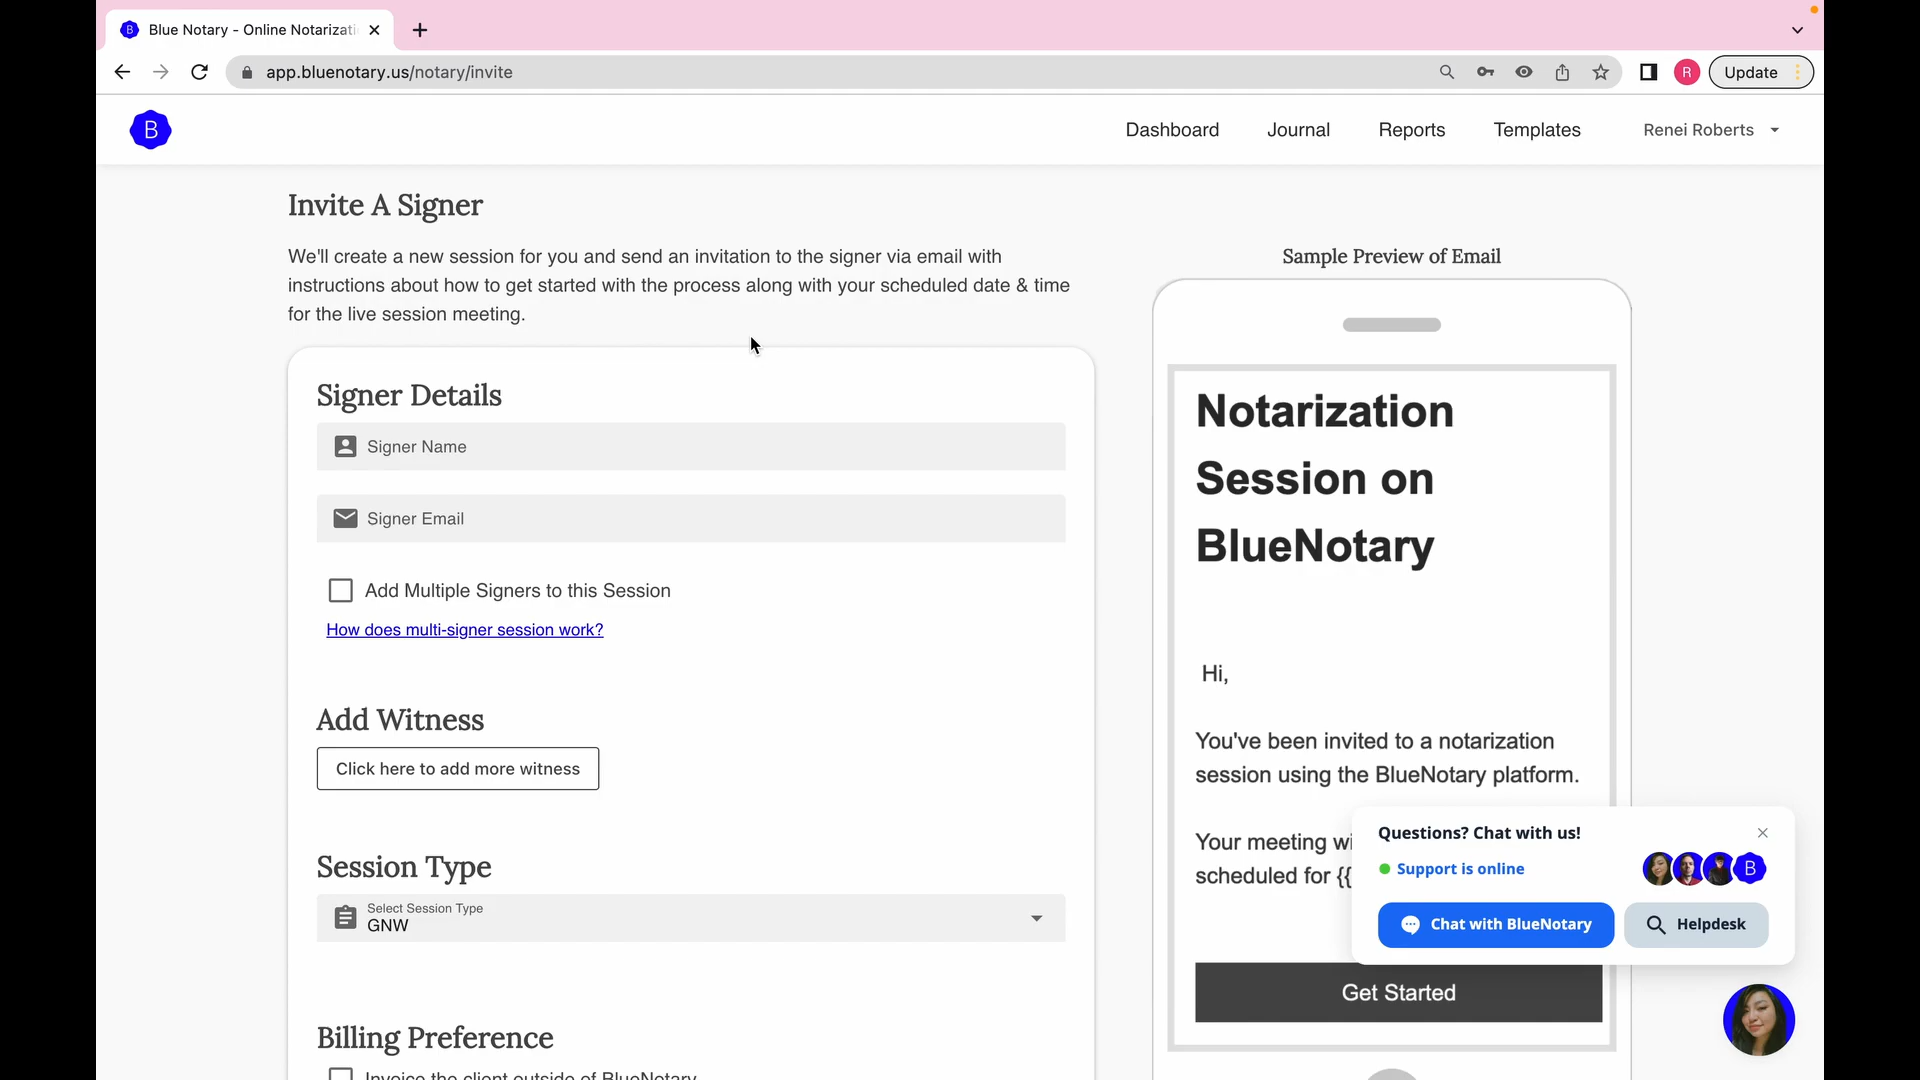 Blue Notary - Online Notarizati
app.bluenotary.us/notary/invite
R
Update
B
Dashboard
Journal
Reports
Templates
Renei Roberts
Invite A Signer
We'll create a new session for you and send an invitation to the signer via email with
instructions about how to get started with the process along with your scheduled date & time
for the live session meeting.
Signer Details
Signer Name
Signer Email
Add Multiple Signers to this Session
How does multi-signer session work?
Add Witness
Click here to add more witness
Session Type
Select Session Type
GNW
Billing Preference
Invoice the client outside of BlueNotary
Sample Preview of Email
Notarization
Session on
BlueNotary
Hi,
You've been invited to a notarization
session using the BlueNotary platform.
Your meeting wi
scheduled for {{
Get Started
Questions? Chat with us!
Support is online
B
Chat with BlueNotary
Helpdesk